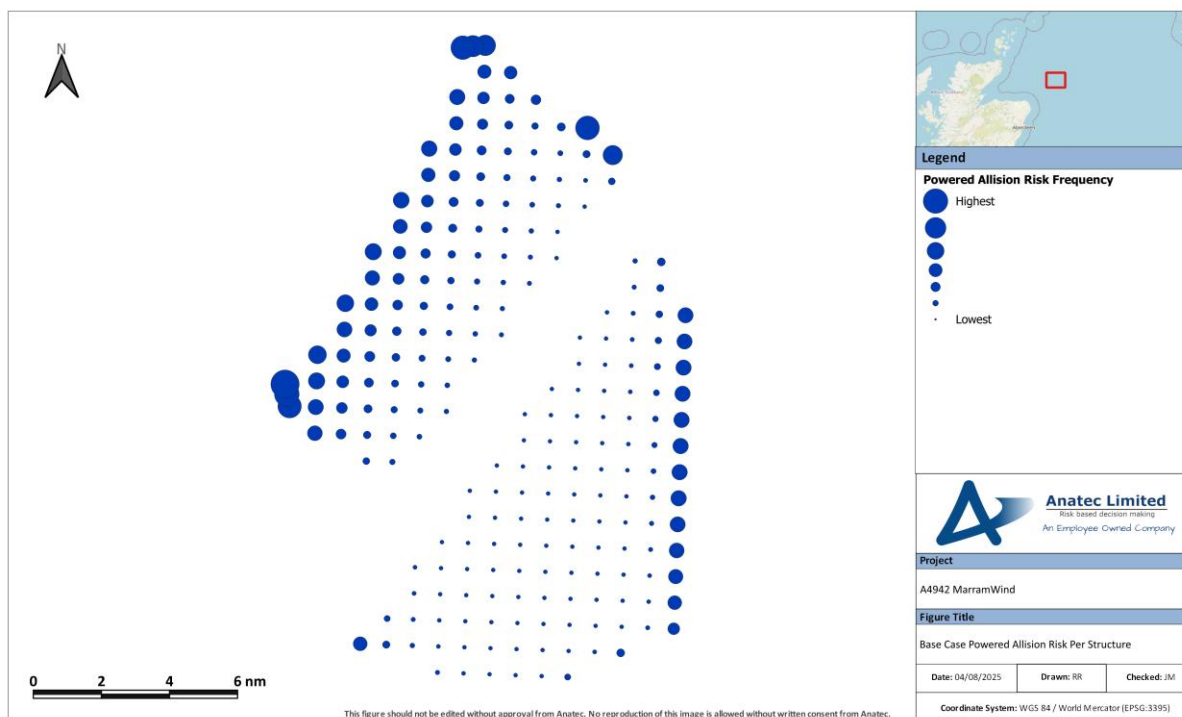 N
0 2 4 6 nm
This figure should not be edited without approval from Anatec. No reproduction of this image is allowed without written consent from Anatec.
Legend
Powered Allision Risk Frequency
Highest
Lowest
Anatec Limited
Risk based decision making
An Employee Owned Company
Project
A4942 MarramWind
Figure Title
Base Case Powered Allision Risk Per Structure
Date: 04/08/2025 Drawn: RR Checked: JM
Coordinate System: WGS 84 / World Mercator (EPSG:3395)